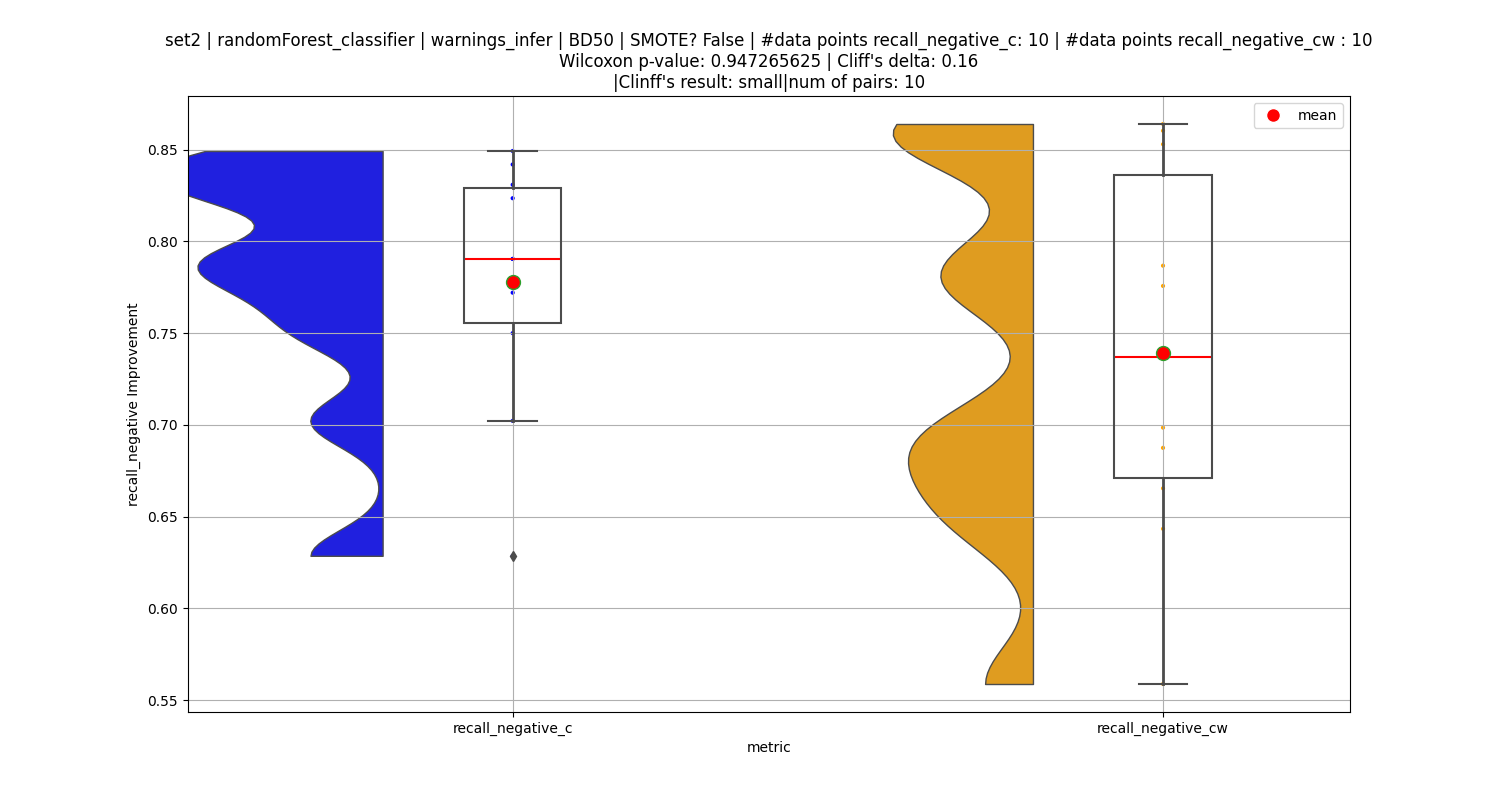 set2 | randomForest_classifier | warnings_infer | BD50 | SMOTE? False | #data points recall_negative_c: 10 | #data points recall_negative_cw : 10
Wilcoxon p-value: 0.947265625 | Cliff's delta: 0.16
|Clinff's result: small|num of pairs: 10
mean
0.85
0.80
0.75
0.70
0.65
0.60
0.55
recall_negative Improvement
recall_negative_c
recall_negative_cw
metric